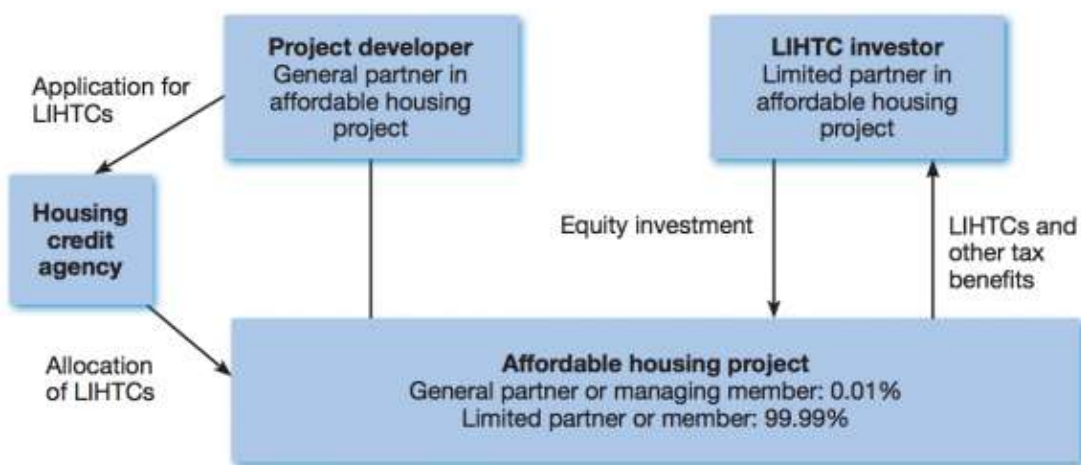 Project developer
General partner in
affordable housing
project
LIHTC investor
Limited partner in
affordable housing
project
Application for
LIHTCs
Housing
credit
agency
Equity investment
LIHTCs and
other tax
benefits
Allocation
of LIHTCs
Affordable housing project
General partner or managing member: 0.01%
Limited partner or member: 99.99%